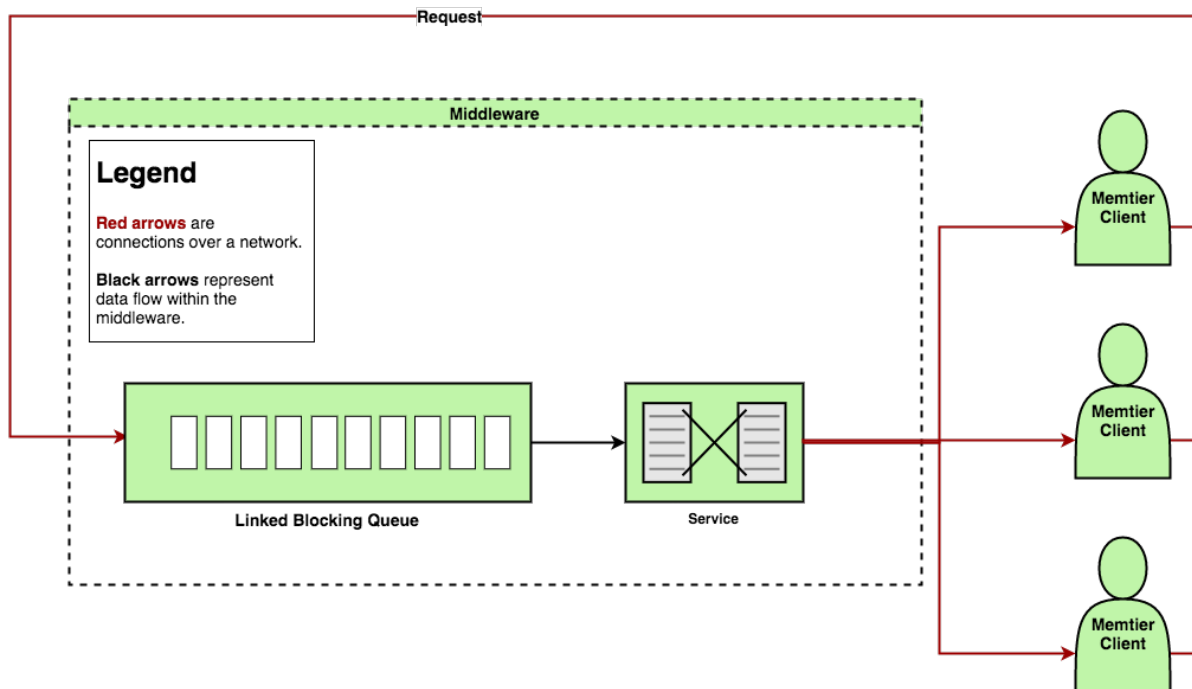 Request
Middleware
Legend
Red arrows are
connections over a network.
Black arrows represent
data flow within the
middleware.
Linked Blocking Queue
Service
Memtier
Client
Memtier
Client
Memtier
Client